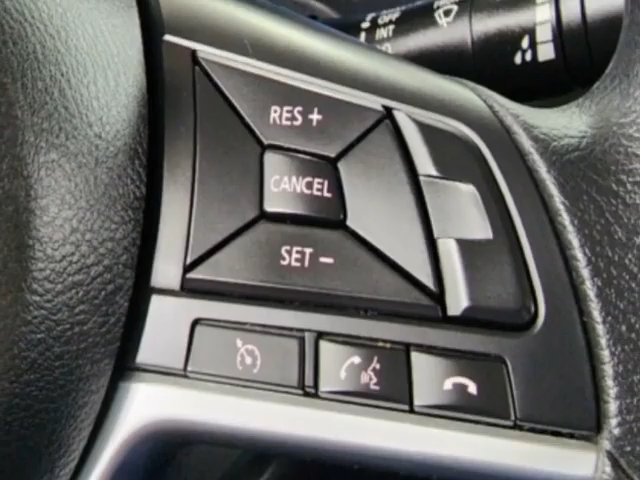 OFF
INT
RES +
CANCEL
SET −